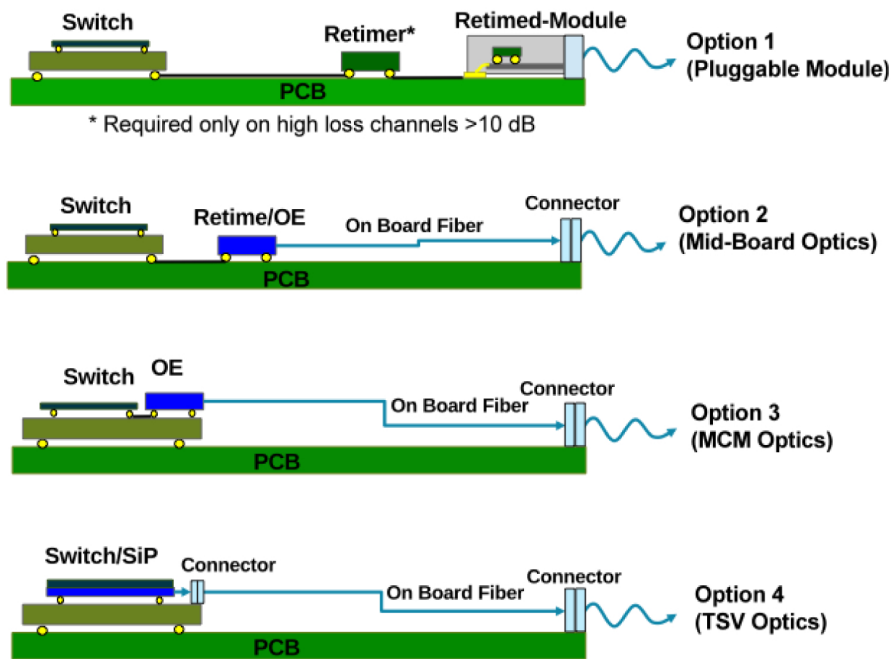 Switch
Retimer*
Retimed-Module
PCB
* Required only on high loss channels >10 dB
Option 1
(Pluggable Module)
Switch
Retime/OE
On Board Fiber
Connector
PCB
Option 2
(Mid-Board Optics)
Switch
OE
On Board Fiber
Connector
PCB
Option 3
(MCM Optics)
Switch/SiP
Connector
On Board Fiber
Connector
PCB
Option 4
(TSV Optics)